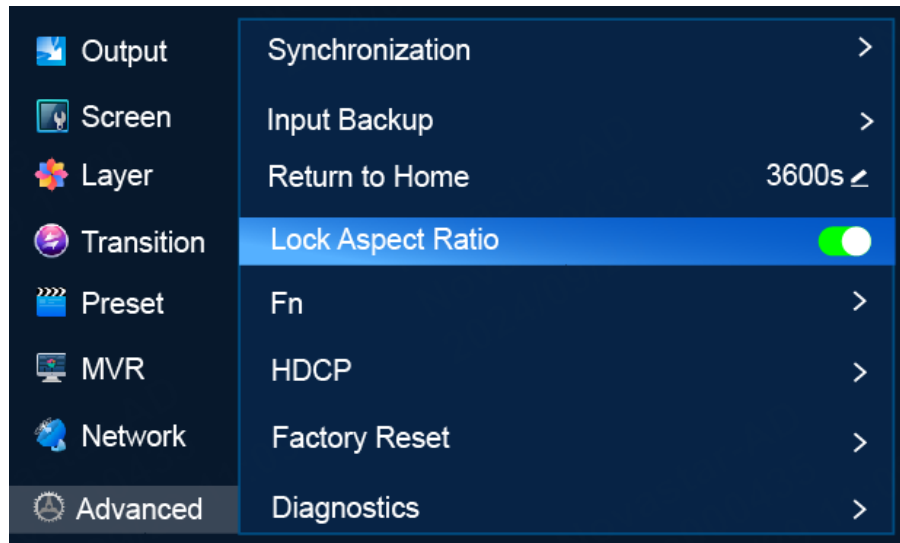 Output
Screen
Layer
Transition
Preset
MVR
Network
Advanced
Synchronization >
Input Backup >
Return to Home 3600s
Lock Aspect Ratio
Fn >
HDCP >
Factory Reset >
Diagnostics >